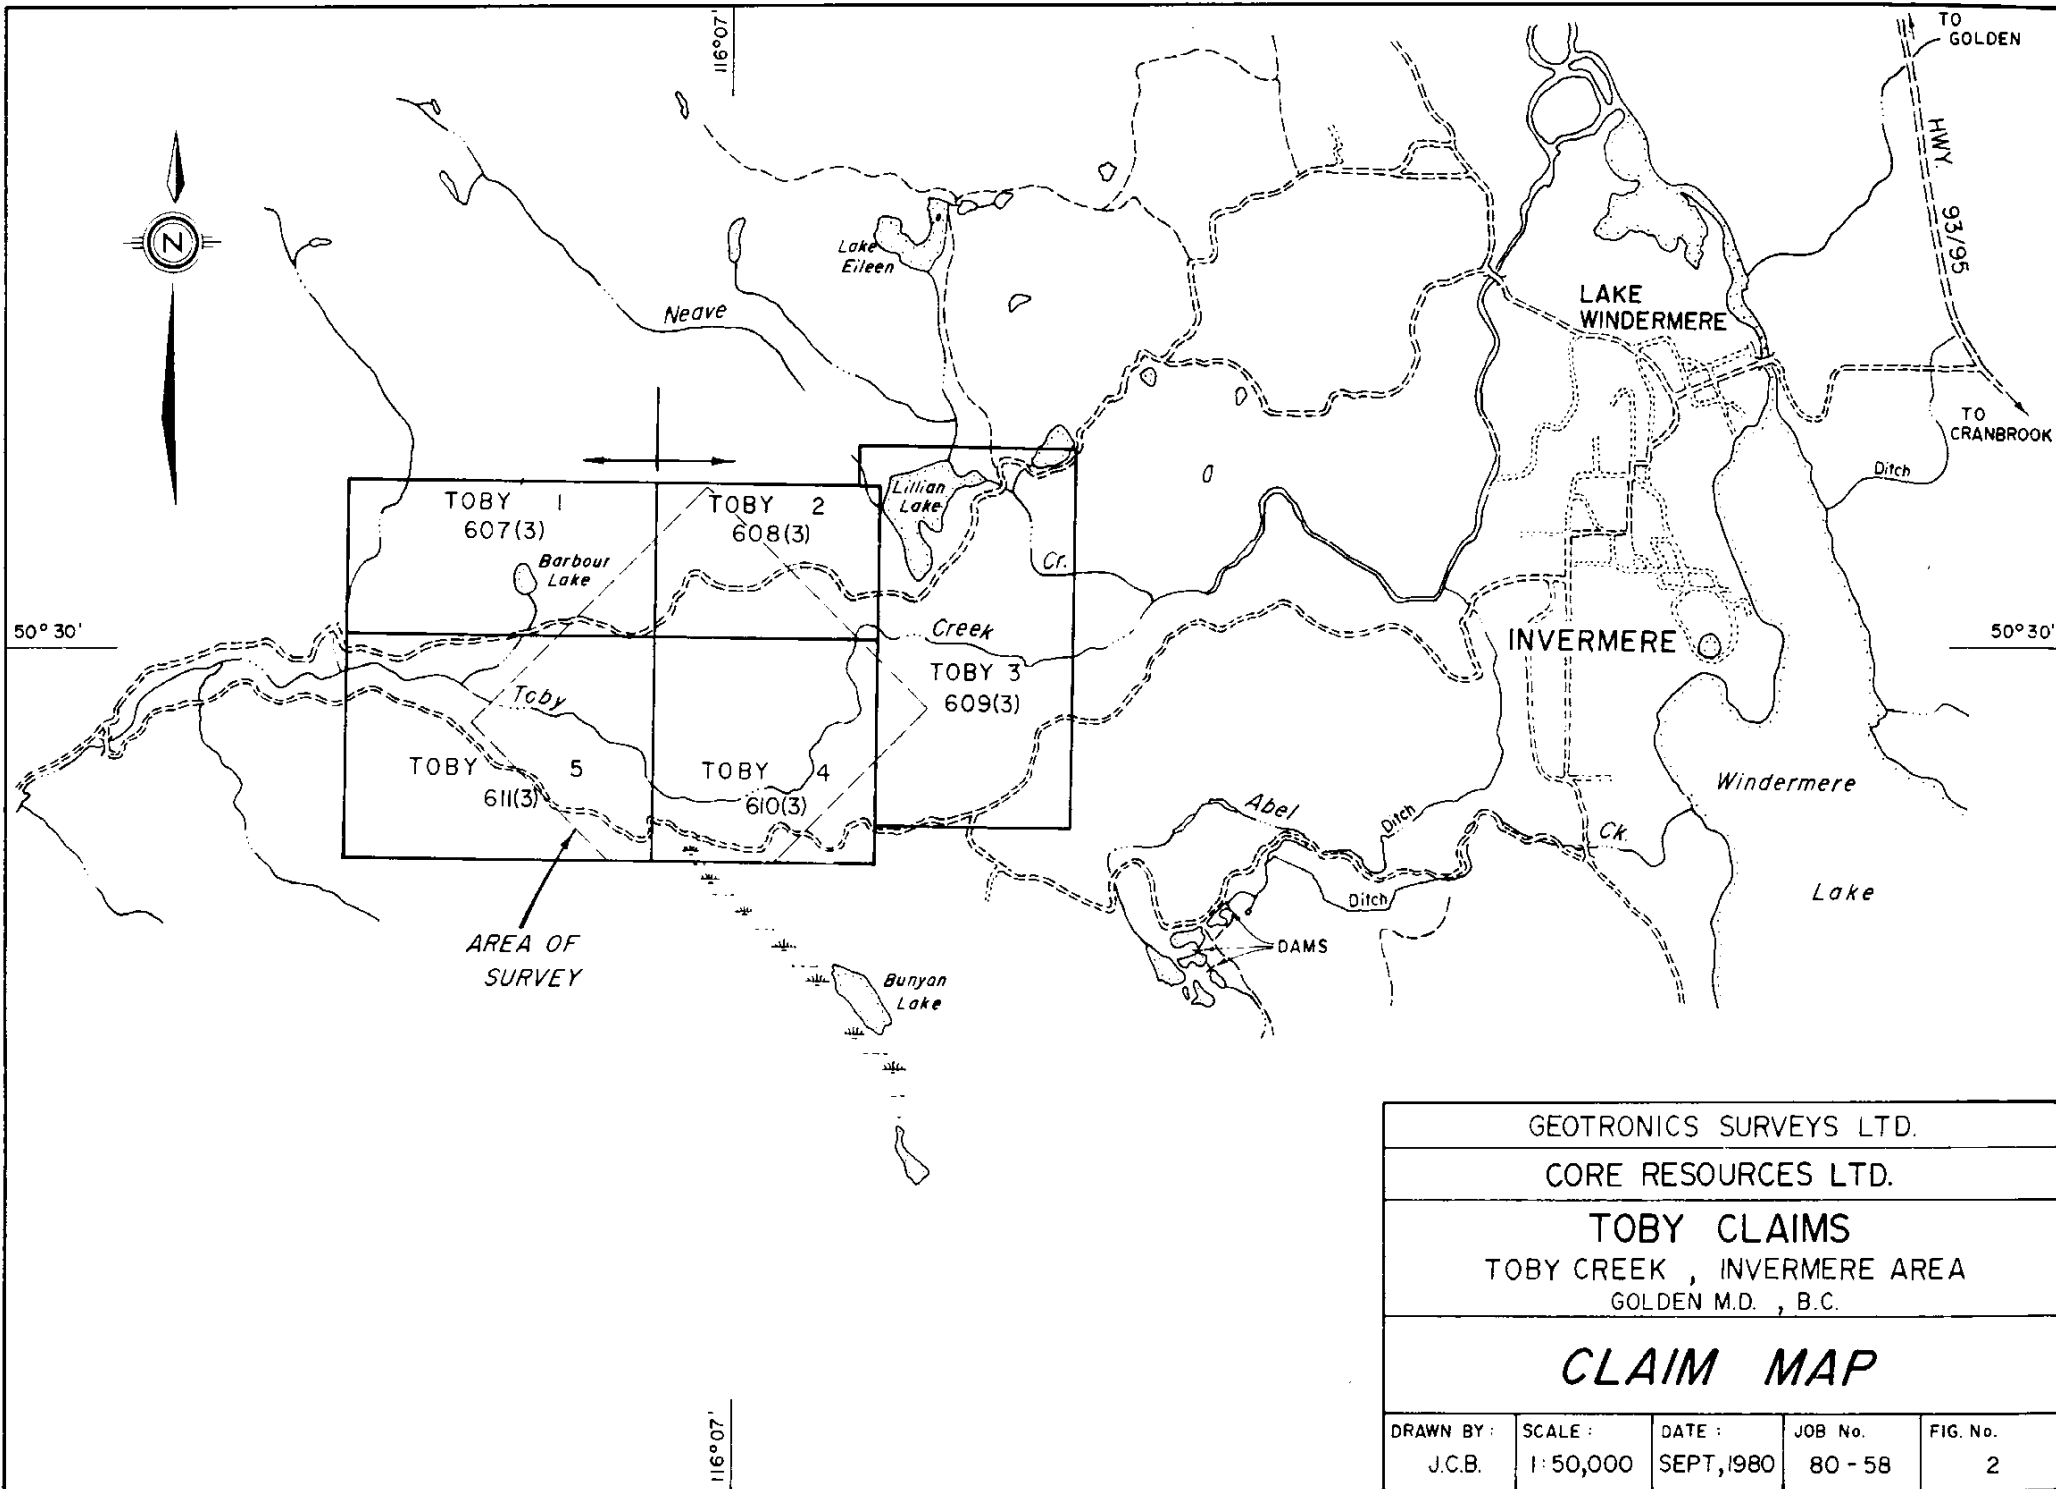 116°07'
TO
GOLDEN
HWY. 93/95
N
Lake
Eileen
Neave
LAKE
WINDERMERE
TO
CRANBROOK
Ditch
TOBY 1
607(3)
TOBY 2
608(3)
Lillian
Lake
Barbour
Lake
Cr.
50° 30'
Creek
INVERMERE
50° 30'
TOBY 3
609(3)
Toby
TOBY 5
611(3)
TOBY 4
610(3)
Windermere
Lake
Abel
Ditch
Ck.
Ditch
DAMS
AREA OF
SURVEY
Bunyan
Lake
116°07'
GEOTRONICS SURVEYS LTD.
CORE RESOURCES LTD.
TOBY CLAIMS
TOBY CREEK , INVERMERE AREA
GOLDEN M.D. , B.C.
CLAIM MAP
DRAWN BY :
J.C.B.
SCALE :
1:50,000
DATE :
SEPT, 1980
JOB No.
80 - 58
FIG. No.
2